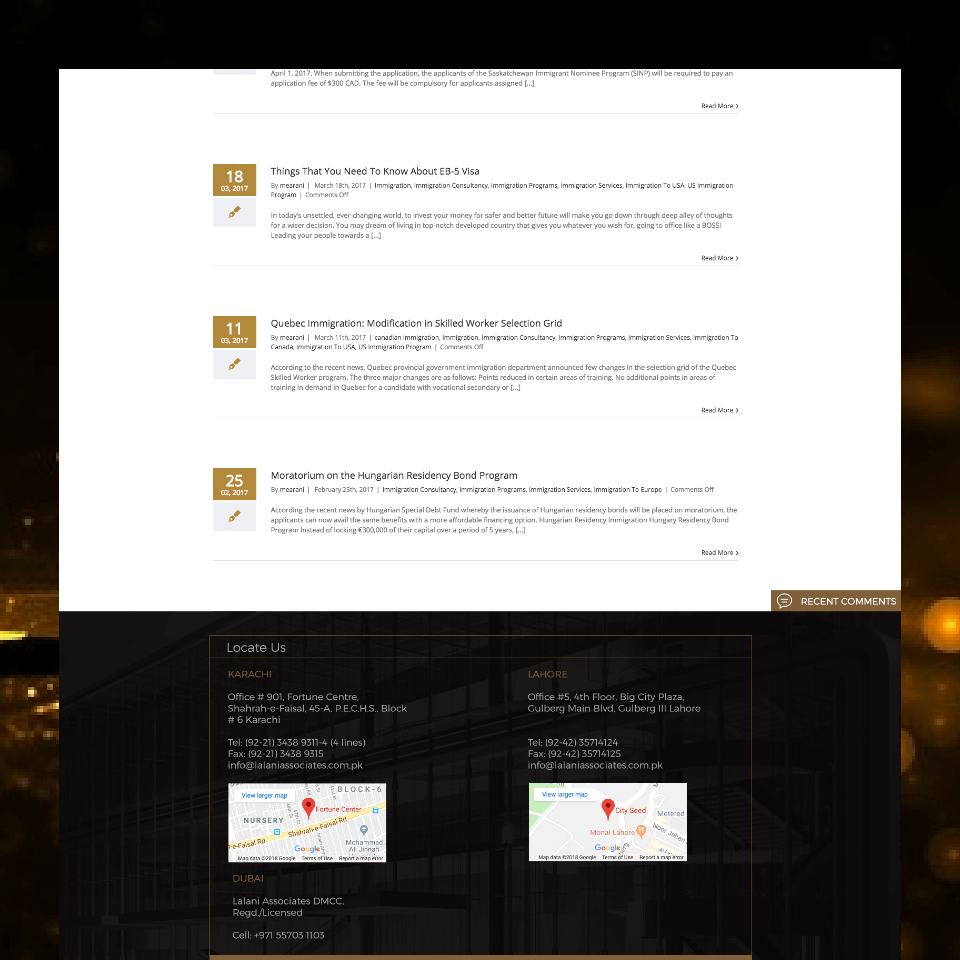 April 1, 2017. When submitting the application, the applicants of the Saskatchewan Immigrant Nominee Program (SINP) will be required to pay an
application fee of $300 CAD. The fee will be compulsory for applicants assigned [...]
Read More ›
18
03, 2017
Things That You Need To Know About EB-5 Visa
By mearani | March 18th, 2017 | Immigration, Immigration Consultancy, Immigration Programs, Immigration Services, Immigration To USA, US Immigration
Program | Comments Off
In today's unsettled, ever-changing world, to invest your money for safer and better future will make you go down through deep alley of thoughts
for a wiser decision. You may dream of living in top-notch developed country that gives you whatever you wish for, going to office like a BOSS!
Leading your people towards a [...]
Read More ›
11
03, 2017
Quebec Immigration: Modification in Skilled Worker Selection Grid
By mearani | March 11th, 2017 | canadian immigration, Immigration, Immigration Consultancy, Immigration Programs, Immigration Services, Immigration To
Canada, Immigration To USA, US Immigration Program | Comments Off
According to the recent news, Quebec provincial government immigration department announced few changes in the selection grid of the Quebec
Skilled Worker program. The three major changes are as follows: Points reduced in certain areas of training. No additional points in areas of
training in demand in Quebec for a candidate with vocational secondary or [...]
Read More ›
25
02, 2017
Moratorium on the Hungarian Residency Bond Program
By mearani | February 25th, 2017 | Immigration Consultancy, Immigration Programs, Immigration Services, Immigration To Europe | Comments Off
According the recent news by Hungarian Special Debt Fund whereby the issuance of Hungarian residency bonds will be placed on moratorium, the
applicants can now avail the same benefits with a more affordable financing option. Hungarian Residency Immigration Hungary Residency Bond
Program Instead of locking €300,000 of their capital over a period of 5 years, [...]
Read More ›
RECENT COMMENTS
Locate Us
KARACHI
Office # 901, Fortune Centre,
Shahrah-e-Faisal, 45-A, P.E.C.H.S., Block
# 6 Karachi
Tel: (92-21) 3438 9311-4 (4 lines)
Fax: (92-21) 3438 9315
info@lalaniassociates.com.pk
BLOCK-6
View larger map
Fortune Center
NURSERY
Shahrah-e-Faisal Rd
-e-Faisal Rd
Mohammad
Ali Jinnah
Google
Map data ©2018 Google Terms of Use Report a map error
LAHORE
Office #5, 4th Floor, Big City Plaza,
Gulberg Main Blvd, Gulberg III Lahore
Tel: (92-42) 35714124
Fax: (92-42) 35714125
info@lalaniassociates.com.pk
View larger map
City Seed
Metered
Monal Lahore
Noor Jehan
Google
Map data ©2018 Google Terms of Use Report a map error
DUBAI
Lalani Associates DMCC,
Regd./Licensed
Cell: +971 55703 1103